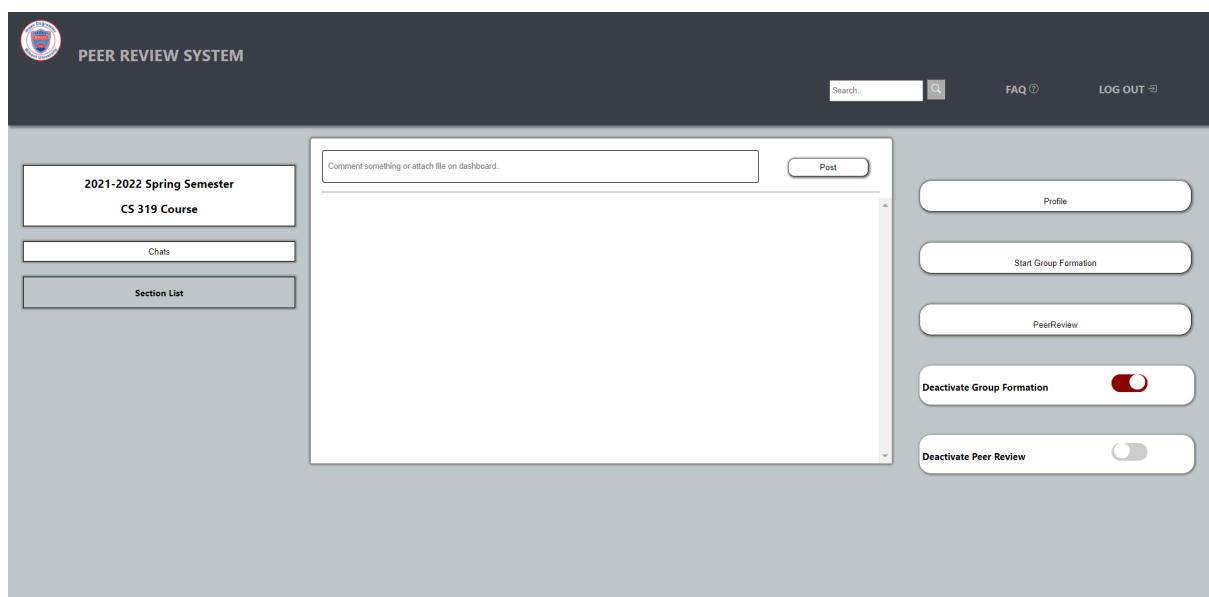 PEER REVIEW SYSTEM
Search..
FAQ
LOG OUT
2021-2022 Spring Semester
CS 319 Course
Chats
Section List
Comment something or attach file on dashboard..
Post
Profile
Start Group Formation
PeerReview
Deactivate Group Formation
Deactivate Peer Review